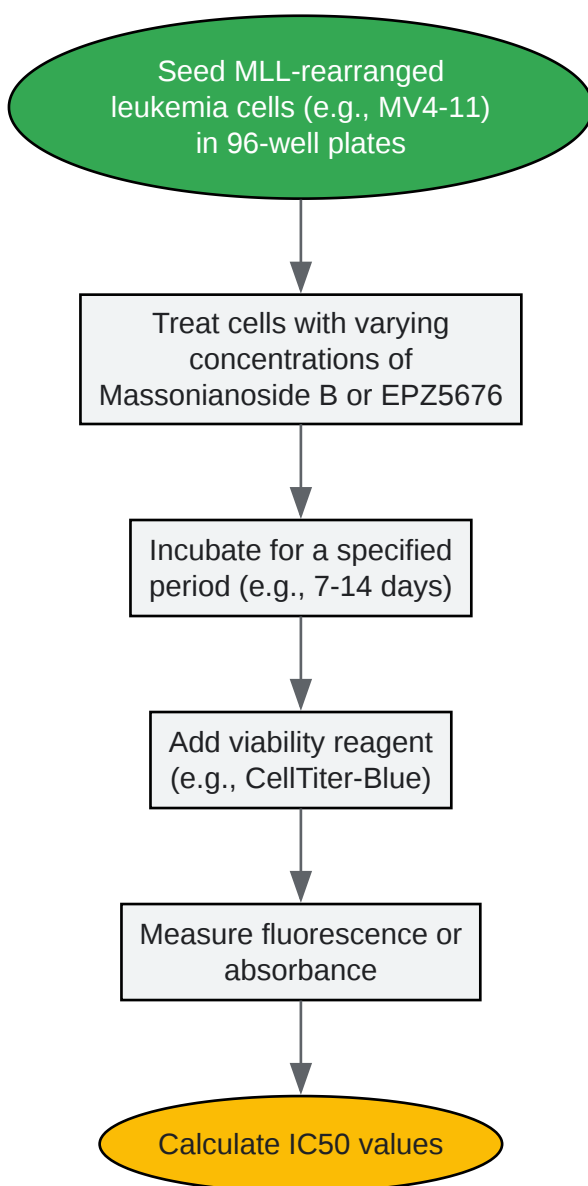 Seed MLL-rearranged
leukemia cells (e.g., MV4-11)
in 96-well plates
Treat cells with varying
concentrations of
Massonianoside B or EPZ5676
Incubate for a specified
period (e.g., 7-14 days)
Add viability reagent
(e.g., CellTiter-Blue)
Measure fluorescence or
absorbance
Calculate IC50 values